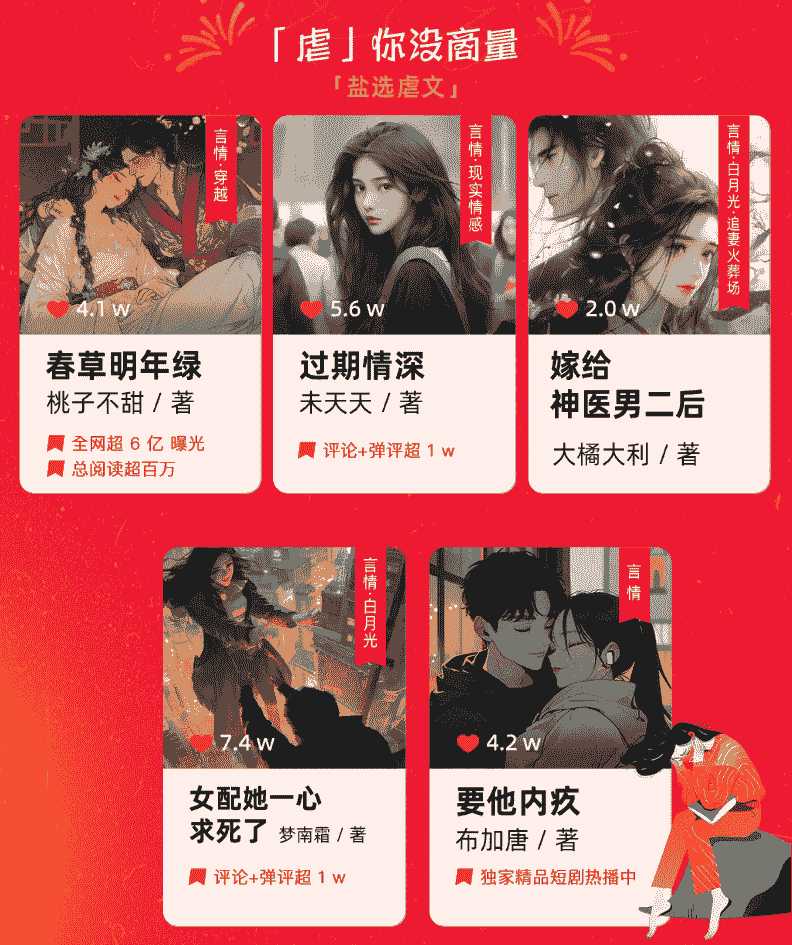 「虐」你没商量
「盐选虐文」
言情·穿越
4.1 w
春草明年绿
桃子不甜 / 著
全网超 6 亿 曝光
总阅读超百万
言情·现实情感
5.6 w
过期情深
未天天 / 著
评论+弹评超 1 w
言情·白月光·追妻火葬场
2.0 w
嫁给
神医男二后
大橘大利 / 著
言情·白月光
7.4 w
女配她一心
求死了 梦南霜 / 著
评论+弹评超 1 w
言情
4.2 w
要他内疚
布加唐 / 著
独家精品短剧热播中